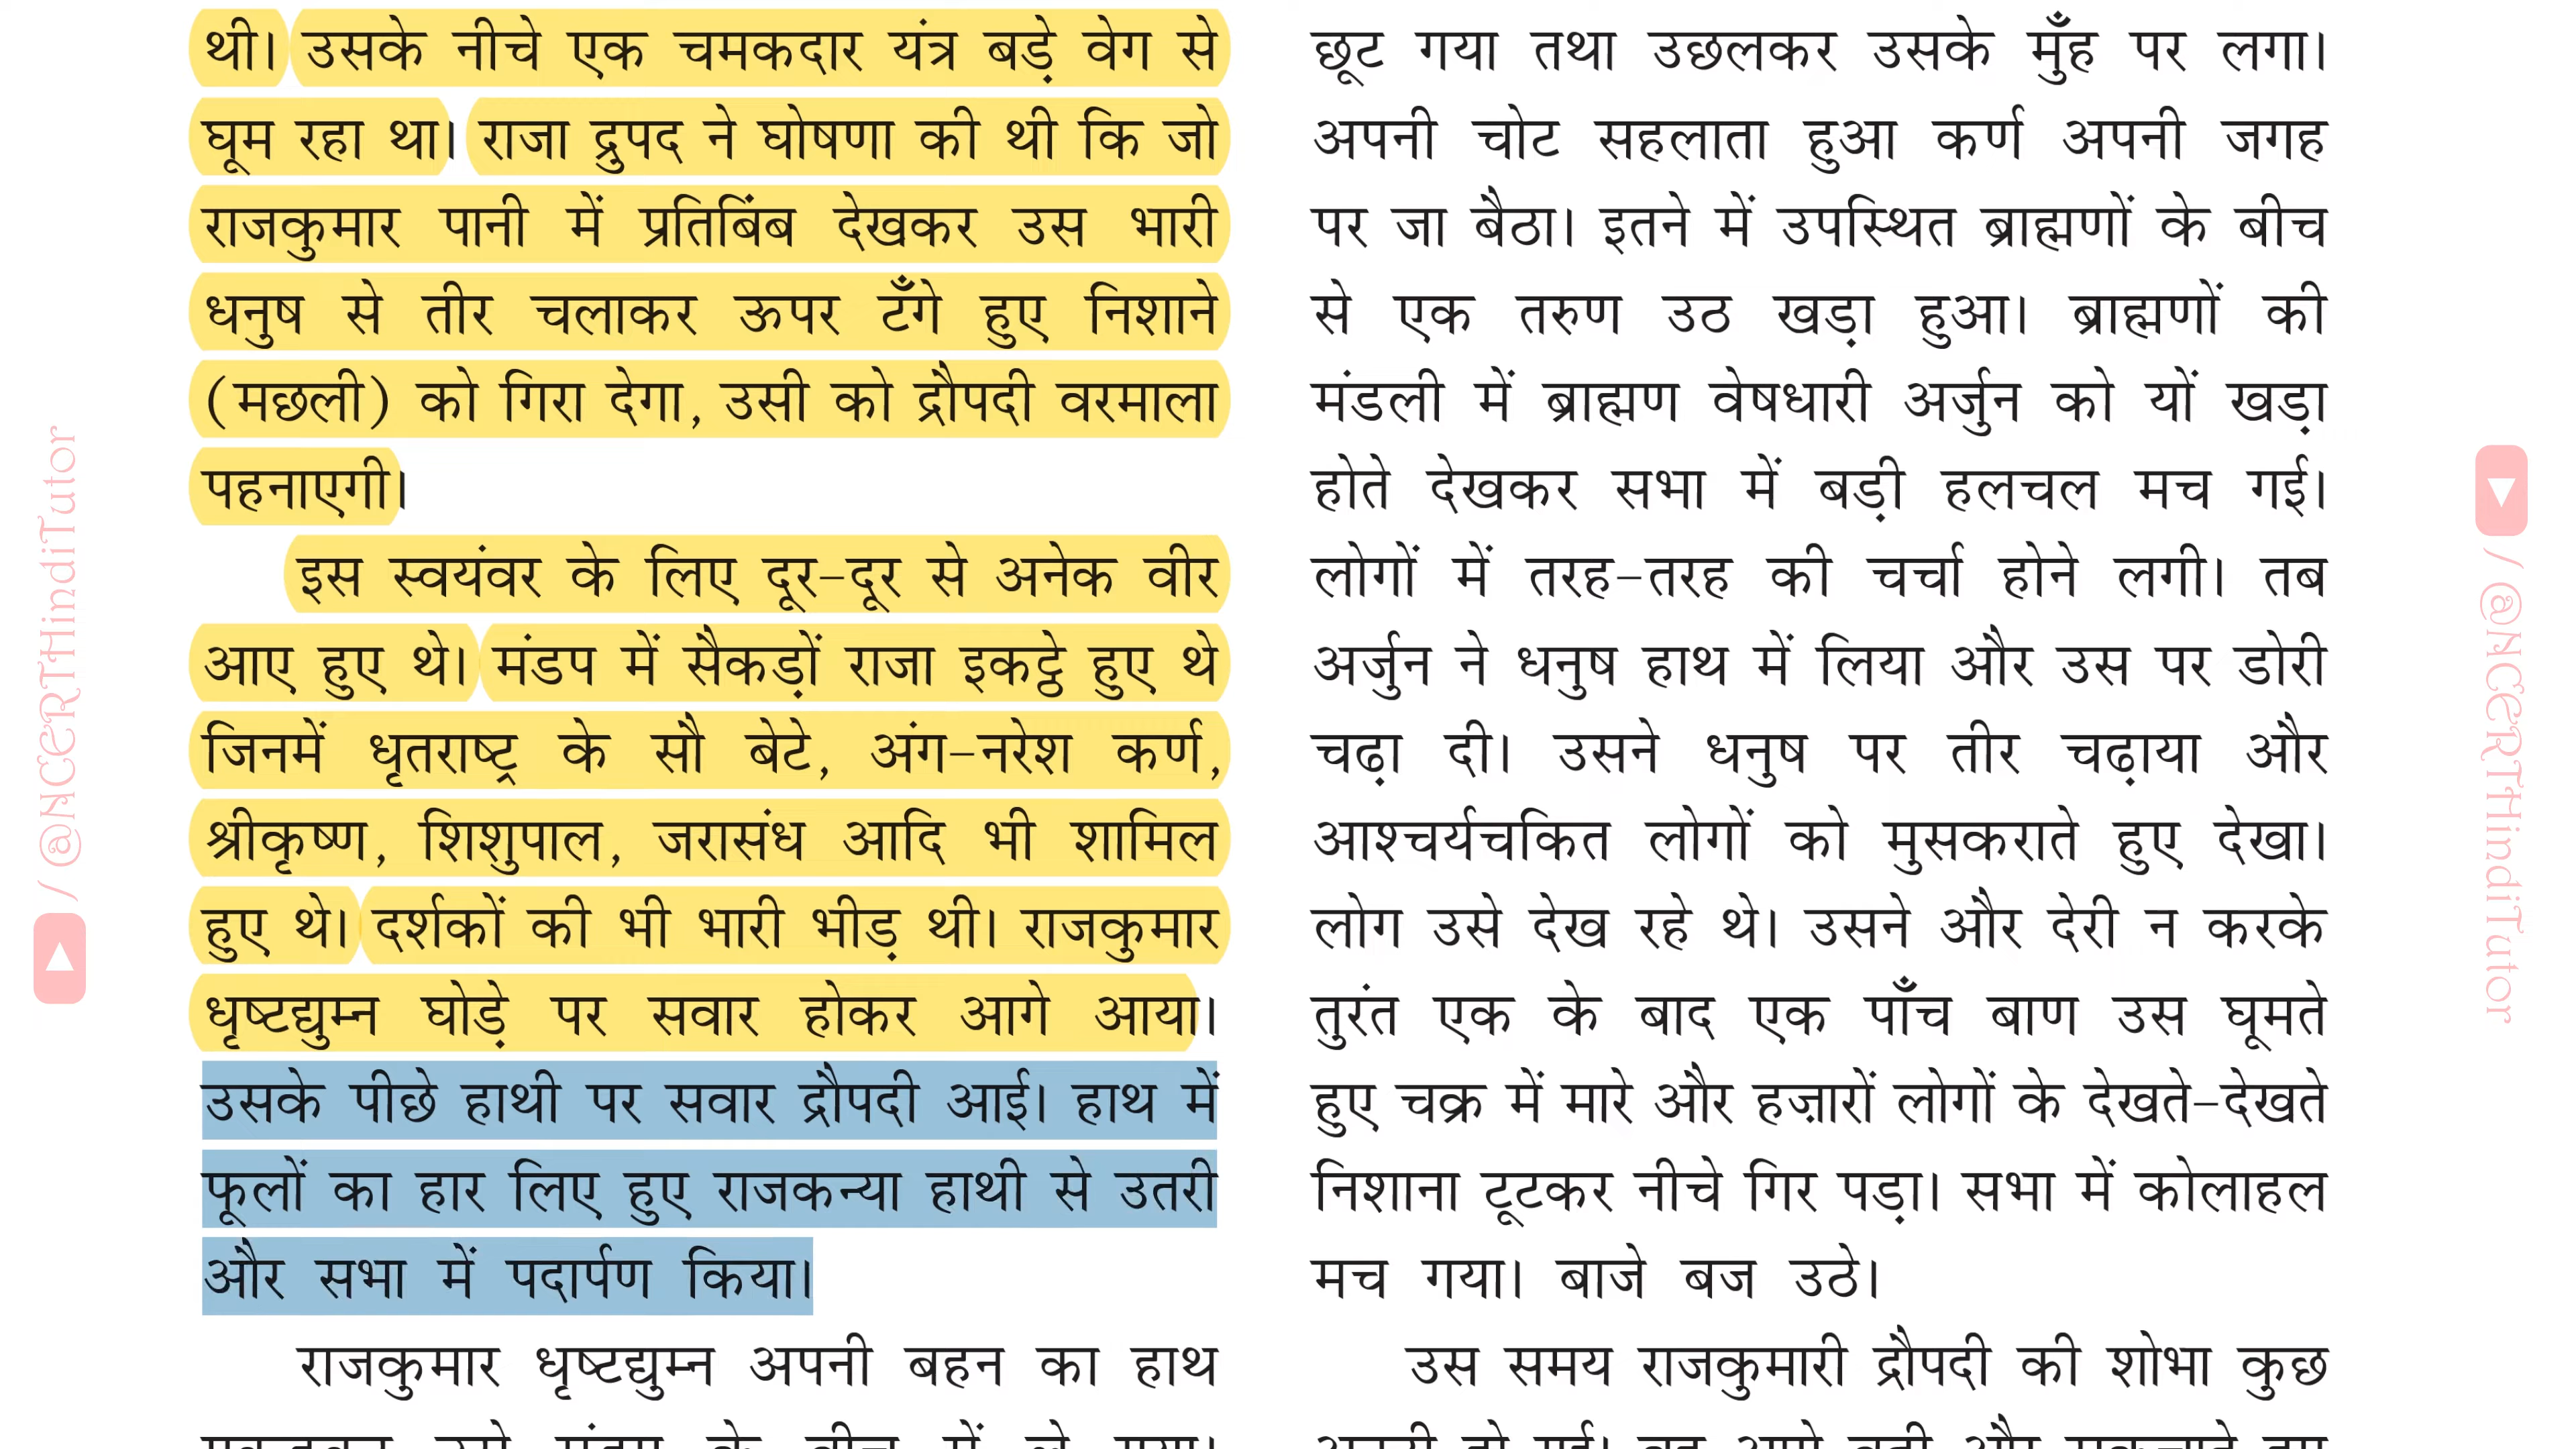 थी। उसके नीचे एक चमकदार यंत्र बड़े वेग से
घूम रहा था। राजा द्रुपद ने घोषणा की थी कि जो
राजकुमार पानी में प्रतिबिंब देखकर उस भारी
धनुष से तीर चलाकर ऊपर टँगे हुए निशाने
(मछली) को गिरा देगा, उसी को द्रौपदी वरमाला
पहनाएगी।
इस स्वयंवर के लिए दूर-दूर से अनेक वीर
आए हुए थे। मंडप में सैकड़ों राजा इकट्ठे हुए थे
जिनमें धृतराष्ट्र के सौ बेटे, अंग-नरेश कर्ण,
श्रीकृष्ण, शिशुपाल, जरासंध आदि भी शामिल
हुए थे। दर्शकों की भी भारी भीड़ थी। राजकुमार
धृष्टद्युम्न घोड़े पर सवार होकर आगे आया।
उसके पीछे हाथी पर सवार द्रौपदी आई। हाथ में
फूलों का हार लिए हुए राजकन्या हाथी से उतरी
और सभा में पदार्पण किया।
राजकुमार धृष्टद्युम्न अपनी बहन का हाथ
छूट गया तथा उछलकर उसके मुँह पर लगा।
अपनी चोट सहलाता हुआ कर्ण अपनी जगह
पर जा बैठा। इतने में उपस्थित ब्राह्मणों के बीच
से एक तरुण उठ खड़ा हुआ। ब्राह्मणों की
मंडली में ब्राह्मण वेषधारी अर्जुन को यों खड़ा
होते देखकर सभा में बड़ी हलचल मच गई।
लोगों में तरह-तरह की चर्चा होने लगी। तब
अर्जुन ने धनुष हाथ में लिया और उस पर डोरी
चढ़ा दी। उसने धनुष पर तीर चढ़ाया और
आश्चर्यचकित लोगों को मुसकराते हुए देखा।
लोग उसे देख रहे थे। उसने और देरी न करके
तुरंत एक के बाद एक पाँच बाण उस घूमते
हुए चक्र में मारे और हज़ारों लोगों के देखते-देखते
निशाना टूटकर नीचे गिर पड़ा। सभा में कोलाहल
मच गया। बाजे बज उठे।
उस समय राजकुमारी द्रौपदी की शोभा कुछ
/ @NCERTHindiTutor
/ @NCERTHindiTutor